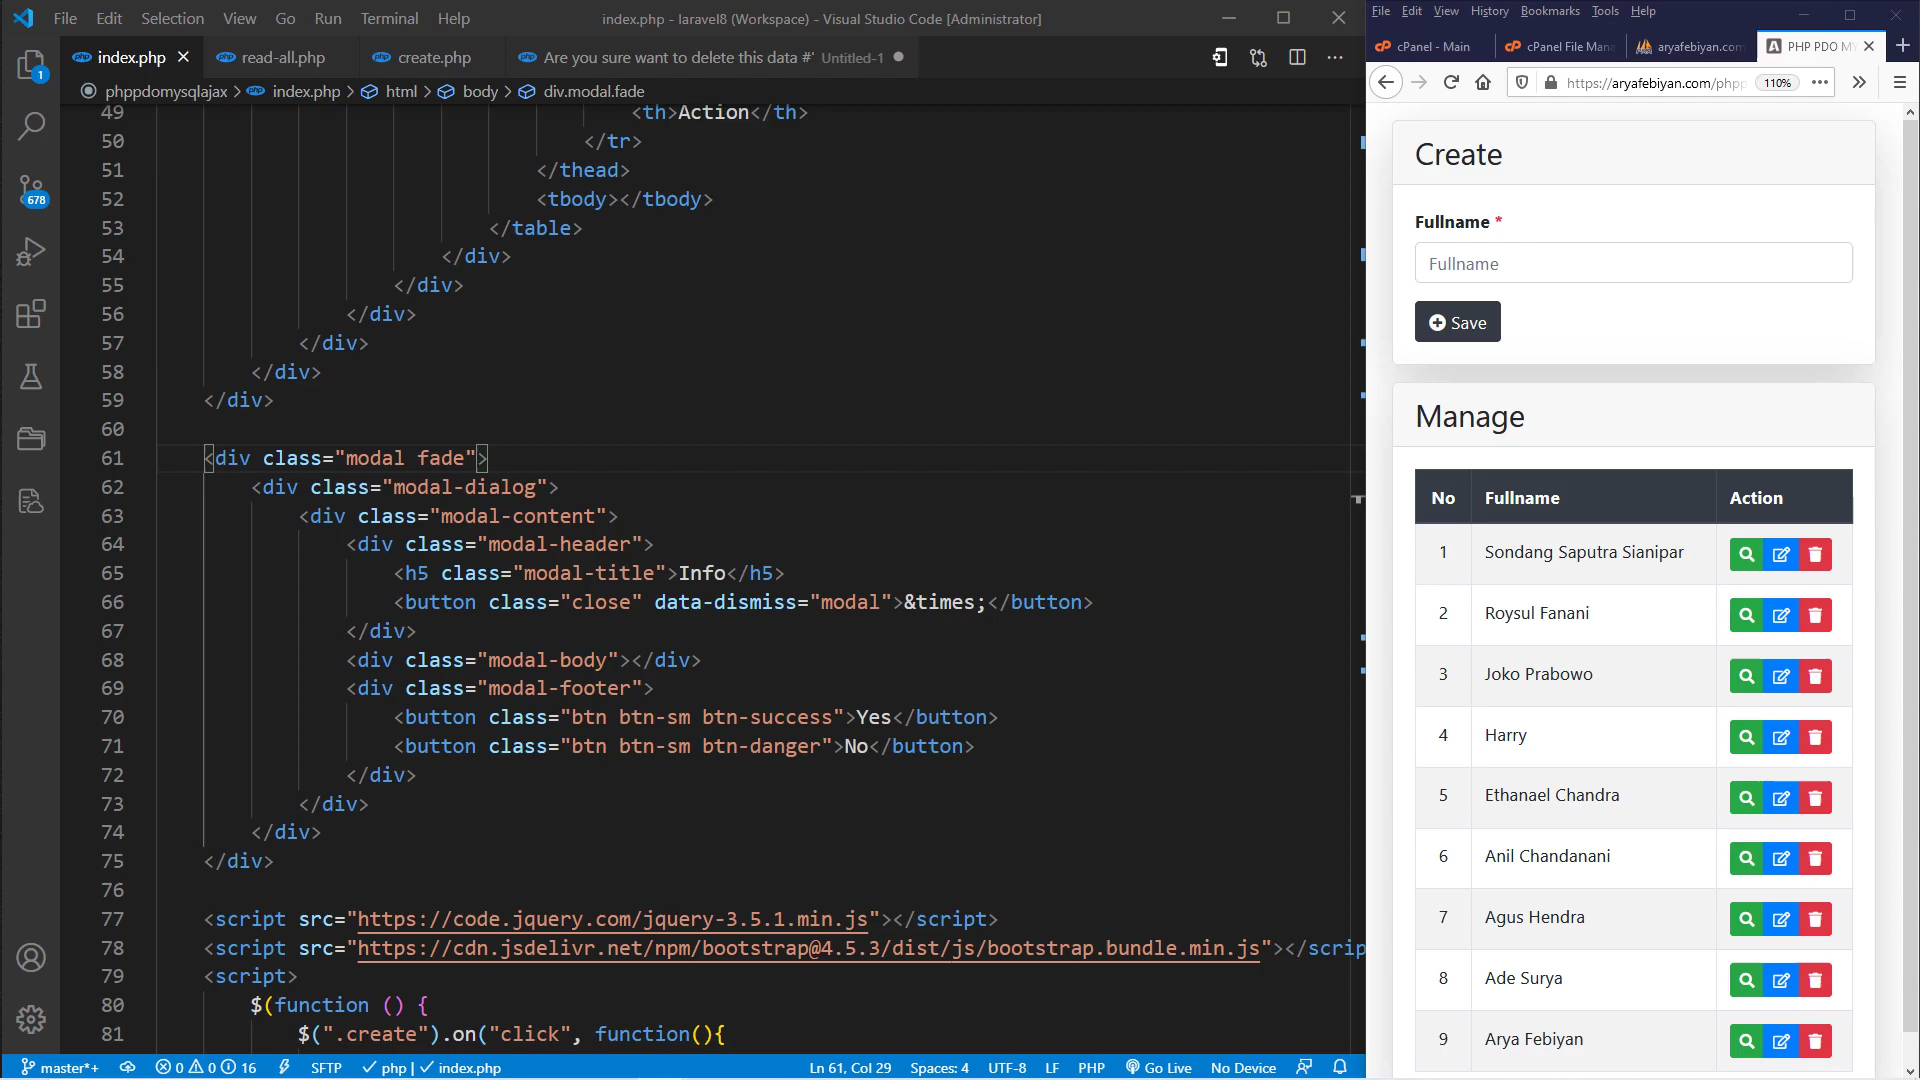 File Edit Selection View Go Run Terminal Help
index.php - laravel8 (Workspace) - Visual Studio Code [Administrator]
index.php
read-all.php
create.php
Are you sure want to delete this data #' Untitled-1
phppdomysqlajax > index.php > html > body > div.modal.fade
1
678
49 <th>Action</th>
50 </tr>
51 </thead>
52 <tbody></tbody>
53 </table>
54 </div>
55 </div>
56 </div>
57 </div>
58 </div>
59 </div>
60
61 <div class="modal fade">
62 <div class="modal-dialog">
63 <div class="modal-content">
64 <div class="modal-header">
65 <h5 class="modal-title">Info</h5>
66 <button class="close" data-dismiss="modal">&times;</button>
67 </div>
68 <div class="modal-body"></div>
69 <div class="modal-footer">
70 <button class="btn btn-sm btn-success">Yes</button>
71 <button class="btn btn-sm btn-danger">No</button>
72 </div>
73 </div>
74 </div>
75 </div>
76
77 <script src="https://code.jquery.com/jquery-3.5.1.min.js"></script>
78 <script src="https://cdn.jsdelivr.net/npm/bootstrap@4.5.3/dist/js/bootstrap.bundle.min.js"></scrip
79 <script>
80 $(function () {
81 $(".create").on("click", function(){
master*+ 0 0 16 SFTP php | index.php Ln 61, Col 29 Spaces: 4 UTF-8 LF PHP Go Live No Device
File Edit View History Bookmarks Tools Help
cPanel - Main
cPanel File Mana
aryafebiyan.com
PHP PDO MY
https://aryafebiyan.com/phpp 110%
Create
Fullname *
Fullname
Save
Manage
No Fullname Action
1 Sondang Saputra Sianipar
2 Roysul Fanani
3 Joko Prabowo
4 Harry
5 Ethanael Chandra
6 Anil Chandanani
7 Agus Hendra
8 Ade Surya
9 Arya Febiyan